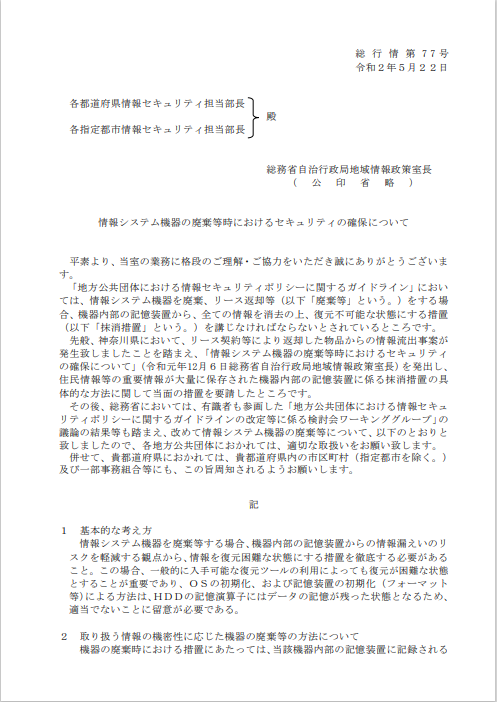 総行情第77号
令和2年5月22日
各都道府県情報セキュリティ担当部長
各指定都市情報セキュリティ担当部長
殿
総務省自治行政局地域情報政策室長
（公印省略）
情報システム機器の廃棄等時におけるセキュリティの確保について
平素より、当室の業務に格段のご理解・ご協力をいただき誠にありがとうございま
す。
「地方公共団体における情報セキュリティポリシーに関するガイドライン」におい
ては、情報システム機器を廃棄、リース返却等（以下「廃棄等」という。）をする場
合、機器内部の記憶装置から、全ての情報を消去の上、復元不可能な状態にする措置
（以下「抹消措置」という。）を講じなければならないとされているところです。
先般、神奈川県において、リース契約等により返却した物品からの情報流出事案が
発生致しましたことを踏まえ、「情報システム機器の廃棄等時におけるセキュリティ
の確保について」（令和元年12月6日総務省自治行政局地域情報政策室長）を発出し、
住民情報等の重要情報が大量に保存された機器内部の記憶装置に係る抹消措置の具
体的な方法に関して当面の措置を要請したところです。
その後、総務省においては、有識者も参画した「地方公共団体における情報セキュ
リティポリシーに関するガイドラインの改定等に係る検討会ワーキンググループ」の
議論の結果等も踏まえ、改めて情報システム機器の廃棄等について、以下のとおりと
致しましたので、各地方公共団体におかれては、適切な取扱いをお願い致します。
併せて、貴都道府県におかれては、貴都道府県内の市区町村（指定都市を除く。）
及び一部事務組合等にも、この旨周知されるようお願いします。
記
1　基本的な考え方
情報システム機器を廃棄等する場合、機器内部の記憶装置からの情報漏えいのリ
スクを軽減する観点から、情報を復元困難な状態にする措置を徹底する必要がある
こと。この場合、一般的に入手可能な復元ツールの利用によっても復元が困難な状態
とすることが重要であり、ＯＳの初期化、および記憶装置の初期化（フォーマット
等）による方法は、ＨＤＤの記憶演算子にはデータの記憶が残った状態となるため、
適当でないことに留意が必要である。
2　取り扱う情報の機密性に応じた機器の廃棄等の方法について
機器の廃棄時における措置にあたっては、当該機器内部の記憶装置に記録される